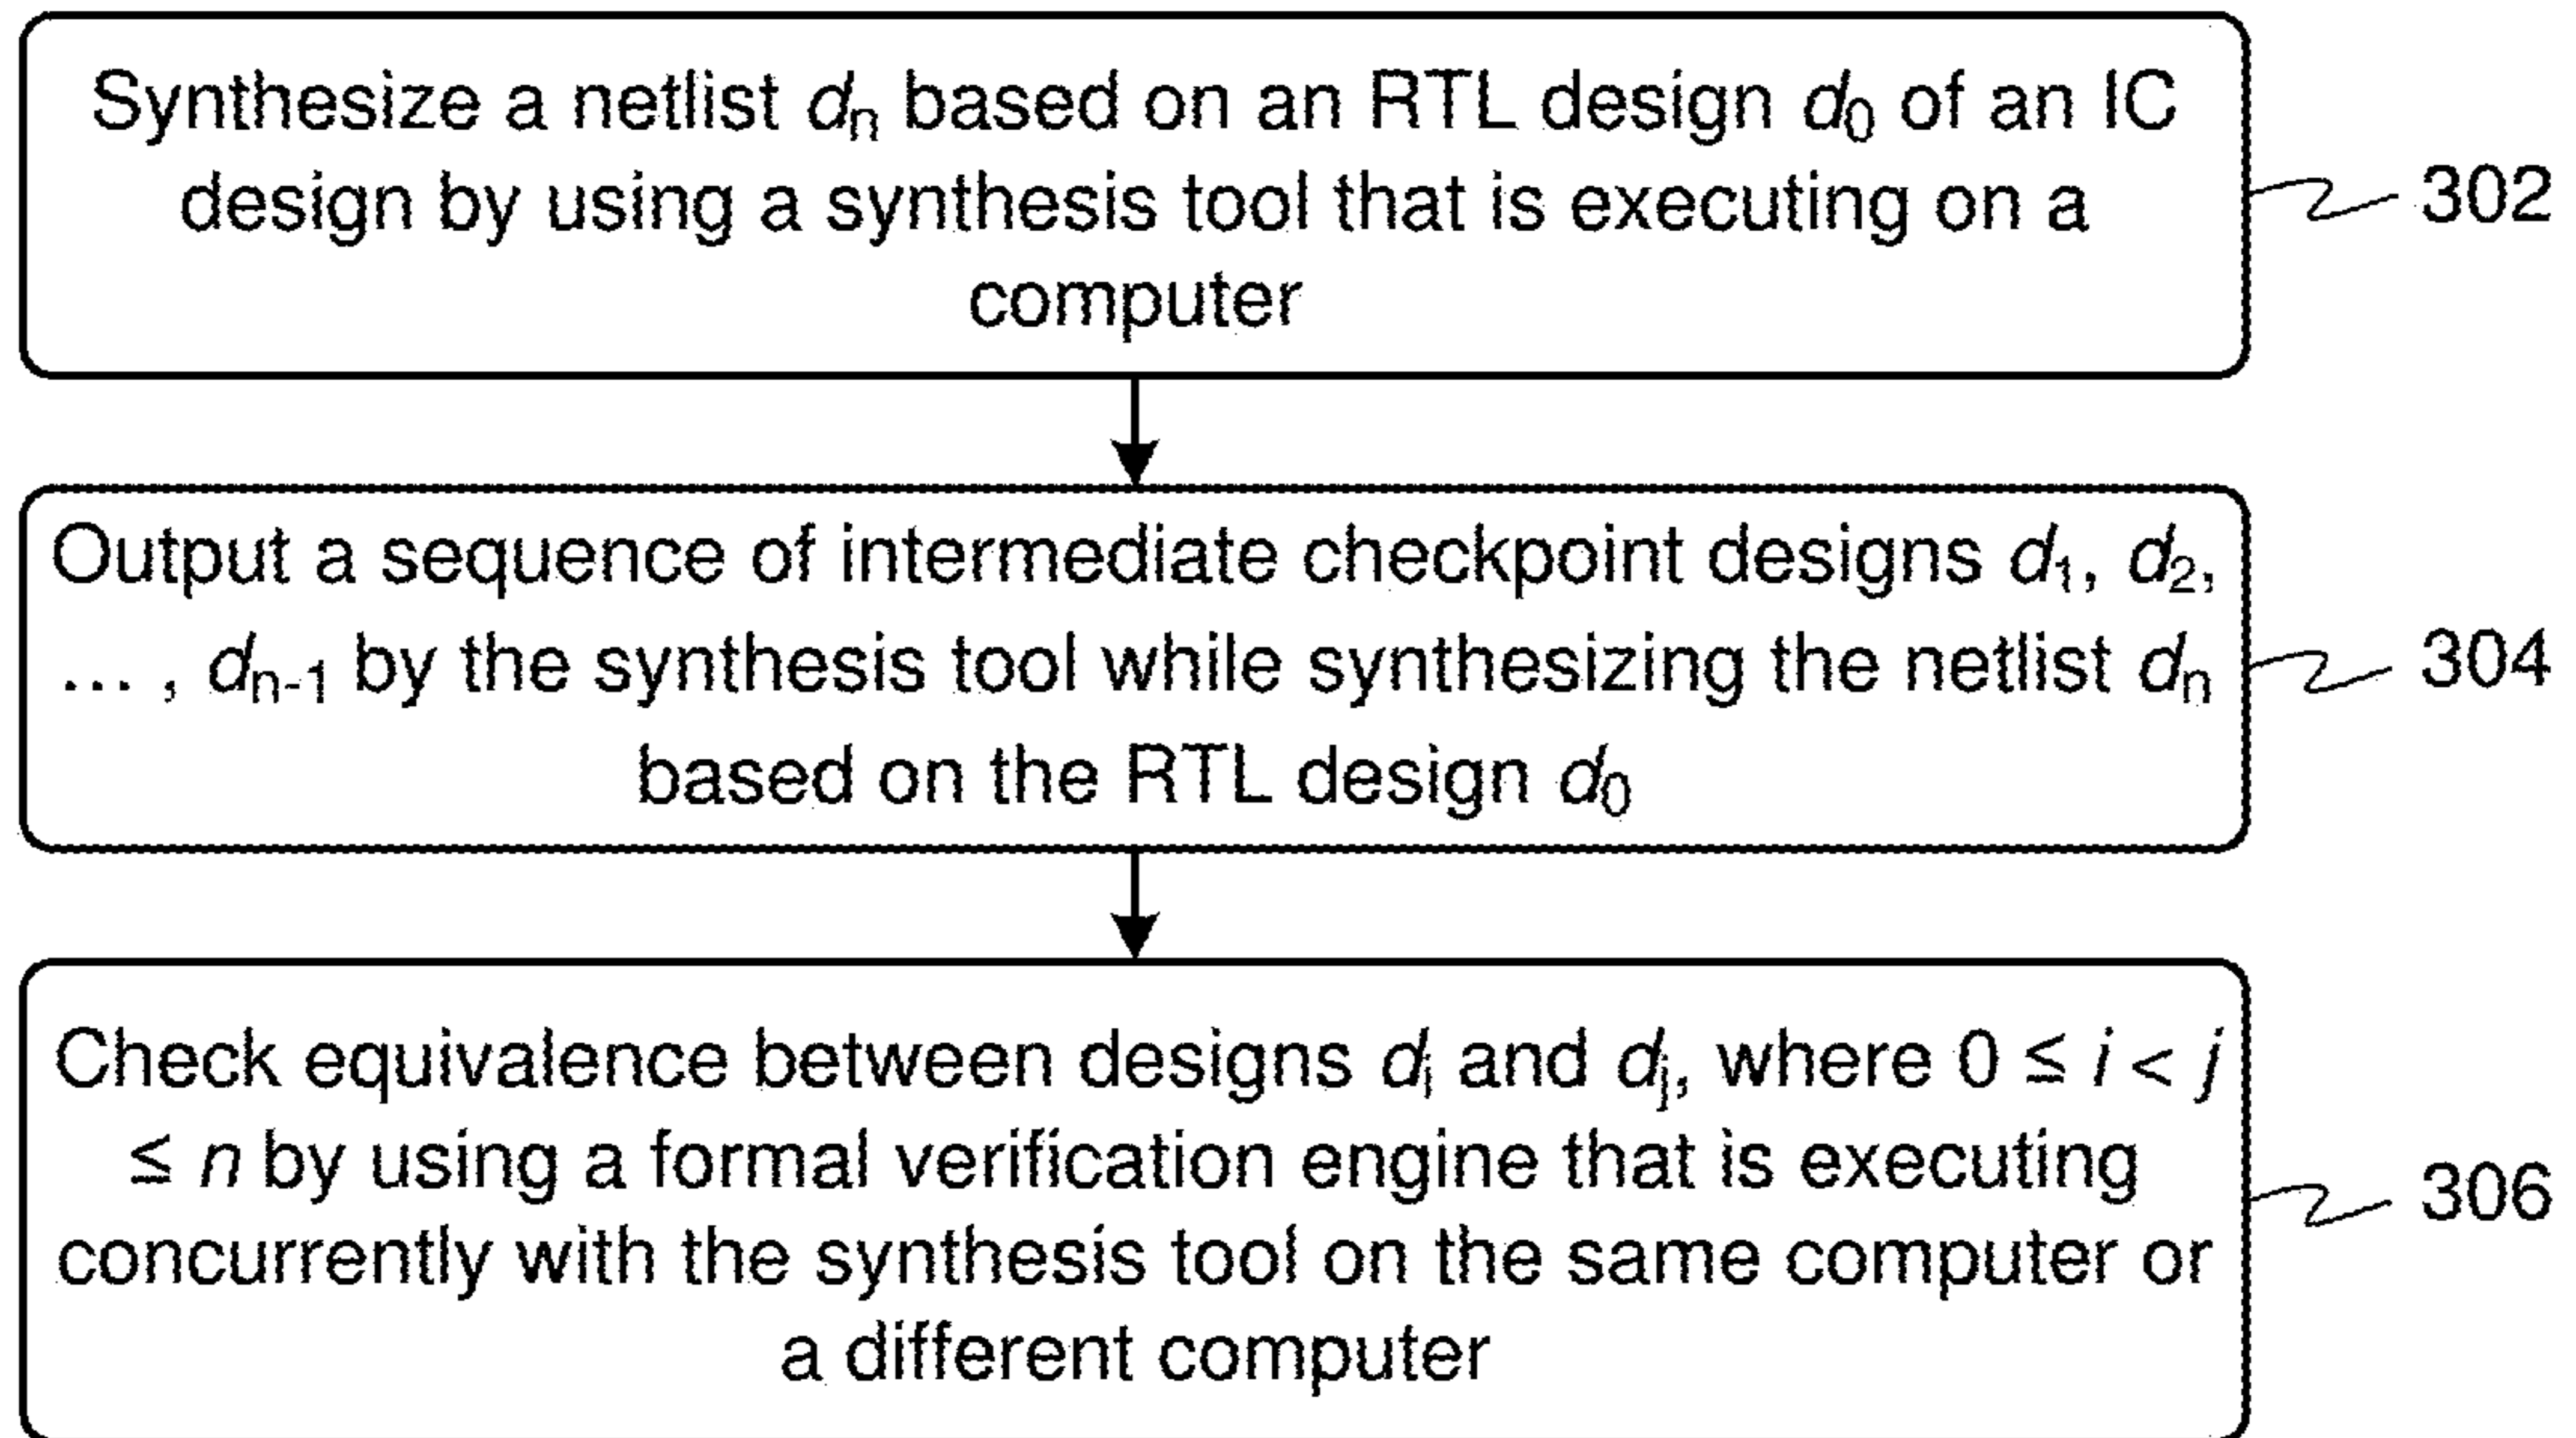 Synthesize a netlist dₙ based on an RTL design d₀ of an IC
design by using a synthesis tool that is executing on a
computer
302
Output a sequence of intermediate checkpoint designs d₁, d₂,
... , dₙ₋₁ by the synthesis tool while synthesizing the netlist dₙ
based on the RTL design d₀
304
Check equivalence between designs dᵢ and dⱼ, where 0 ≤ i < j
≤ n by using a formal verification engine that is executing
concurrently with the synthesis tool on the same computer or
a different computer
306